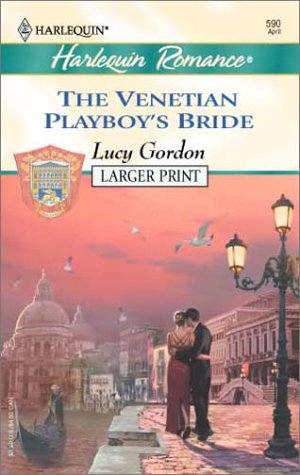 HARLEQUIN®
590
April
Harlequin Romance®
THE VENETIAN
PLAYBOY'S BRIDE
Lucy Gordon
LARGER PRINT